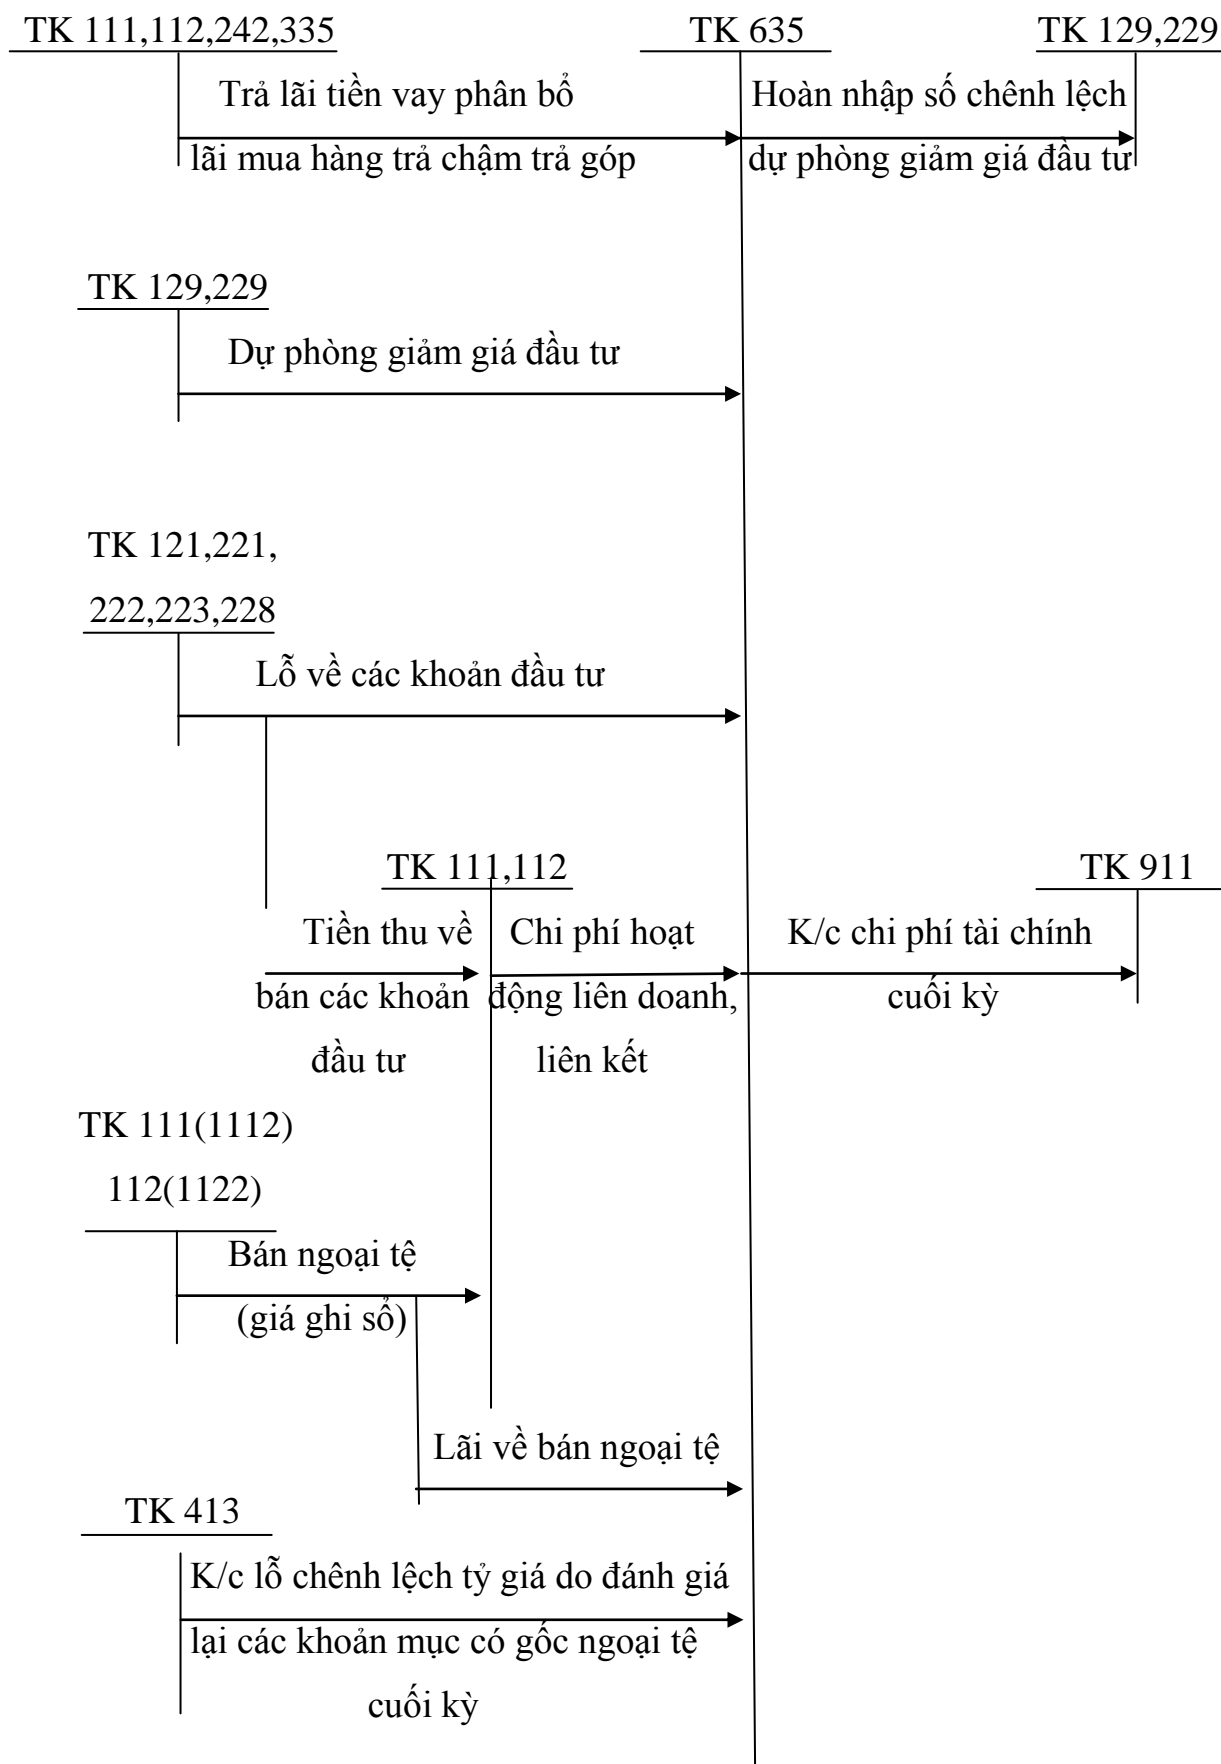 TK 111,112,242,335
TK 635
TK 129,229
Trả lãi tiền vay phân bổ
Hoàn nhập số chênh lệch
lãi mua hàng trả chậm trả góp
dự phòng giảm giá đầu tư
TK 129,229
Dự phòng giảm giá đầu tư
TK 121,221,
222,223,228
Lỗ về các khoản đầu tư
TK 111,112
TK 911
Tiền thu về
Chi phí hoạt
K/c chi phí tài chính
bán các khoản
động liên doanh,
cuối kỳ
đầu tư
liên kết
TK 111(1112)
112(1122)
Bán ngoại tệ
(giá ghi sổ)
Lãi về bán ngoại tệ
TK 413
K/c lỗ chênh lệch tỷ giá do đánh giá
lại các khoản mục có gốc ngoại tệ
cuối kỳ